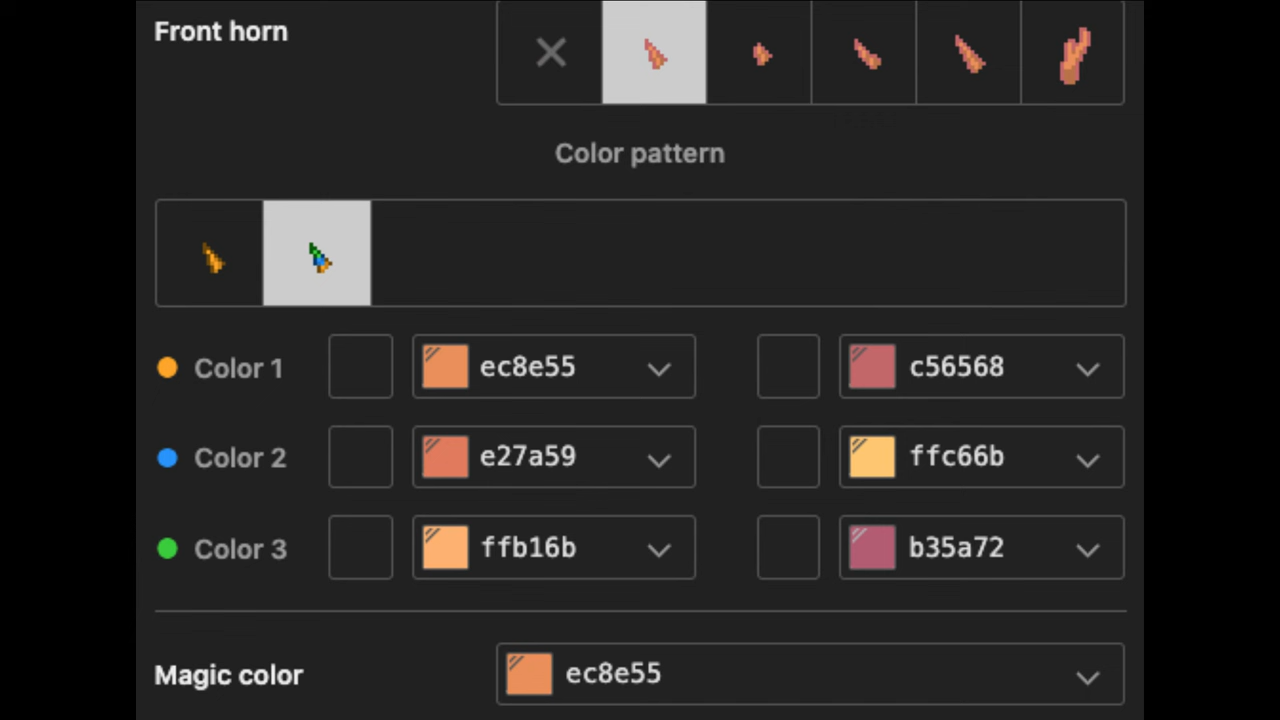 Front horn
Color pattern
Color 1 ec8e55 c56568
Color 2 e27a59 ffc66b
Color 3 ffb16b b35a72
Magic color ec8e55